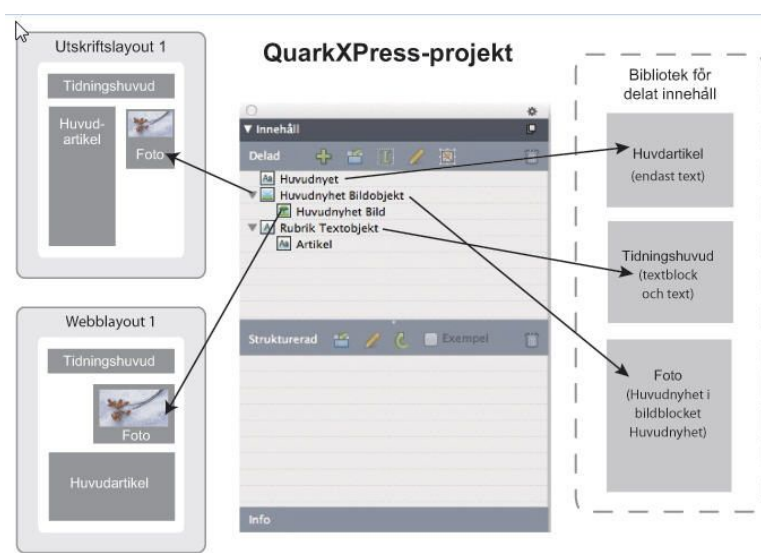 QuarkXPress-projekt
Utskriftslayout 1
Tidningshuvud
Huvud-
artikel
Foto
Webblayout 1
Tidningshuvud
Foto
Huvudartikel
Innehåll
Delad
Aa Huvudnyet
Huvudnyhet Bildobjekt
Huvudnyhet Bild
A Rubrik Textobjekt
Aa Artikel
Strukturerad
Exempel
Info
Bibliotek för
delat innehåll
Huvdartikel
(endast text)
Tidningshuvud
(textblock
och text)
Foto
(Huvudnyhet i
bildblocket
Huvudnyhet)